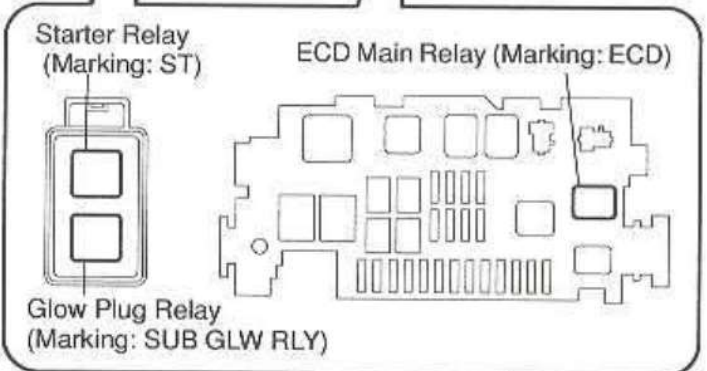 Starter Relay
(Marking: ST)
ECD Main Relay (Marking: ECD)
Glow Plug Relay
(Marking: SUB GLW RLY)